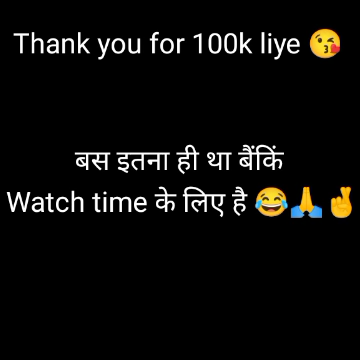 Thank you for 100k liye 😘
बस इतना ही था बैंकिं
Watch time के लिए है 😂🙏🤞